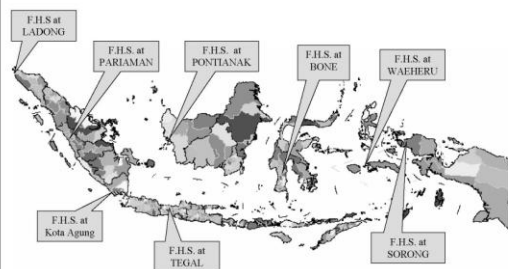 F.H.S at
LADONG
F.H.S. at
PARIAMAN
F.H.S. at
PONTIANAK
F.H.S. at
BONE
F.H.S. at
WAEHERU
F.H.S. at
Kota Agung
F.H.S. at
TEGAL
F.H.S. at
SORONG